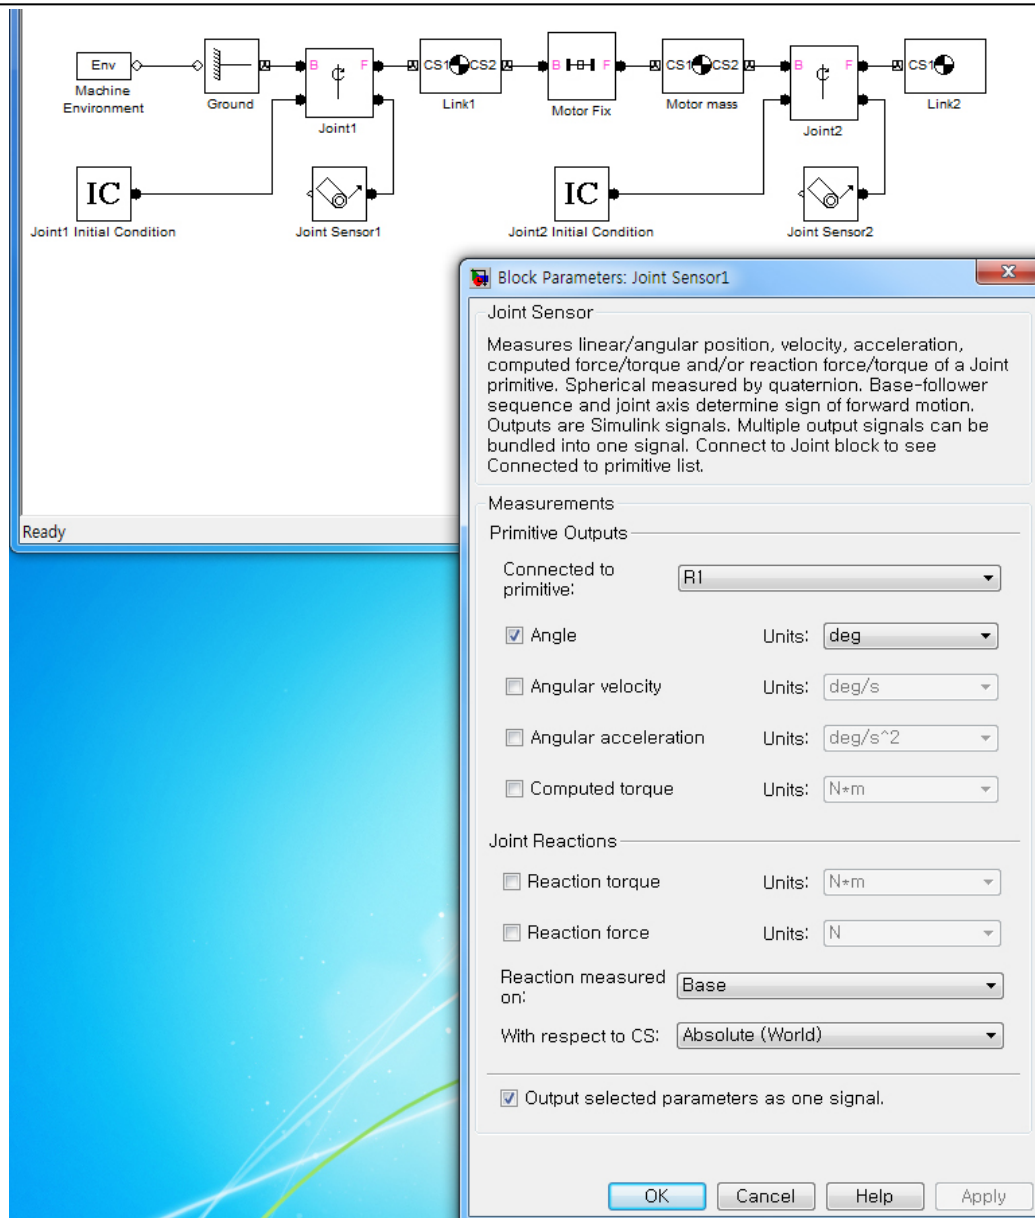 Env
Machine
Environment
Ground
B F
Joint1
CS1 CS2
Link1
B F
Motor Fix
CS1 CS2
Motor mass
B F
Joint2
CS1
Link2
IC
Joint1 Initial Condition
Joint Sensor1
IC
Joint2 Initial Condition
Joint Sensor2
Ready
Block Parameters: Joint Sensor1
x
Joint Sensor
Measures linear/angular position, velocity, acceleration,
computed force/torque and/or reaction force/torque of a Joint
primitive. Spherical measured by quaternion. Base-follower
sequence and joint axis determine sign of forward motion.
Outputs are Simulink signals. Multiple output signals can be
bundled into one signal. Connect to Joint block to see
Connected to primitive list.
Measurements
Primitive Outputs
Connected to
primitive:
R1
Angle Units: deg
Angular velocity Units: deg/s
Angular acceleration Units: deg/s^2
Computed torque Units: N*m
Joint Reactions
Reaction torque Units: N*m
Reaction force Units: N
Reaction measured
on:
Base
With respect to CS: Absolute (World)
Output selected parameters as one signal.
OK Cancel Help Apply